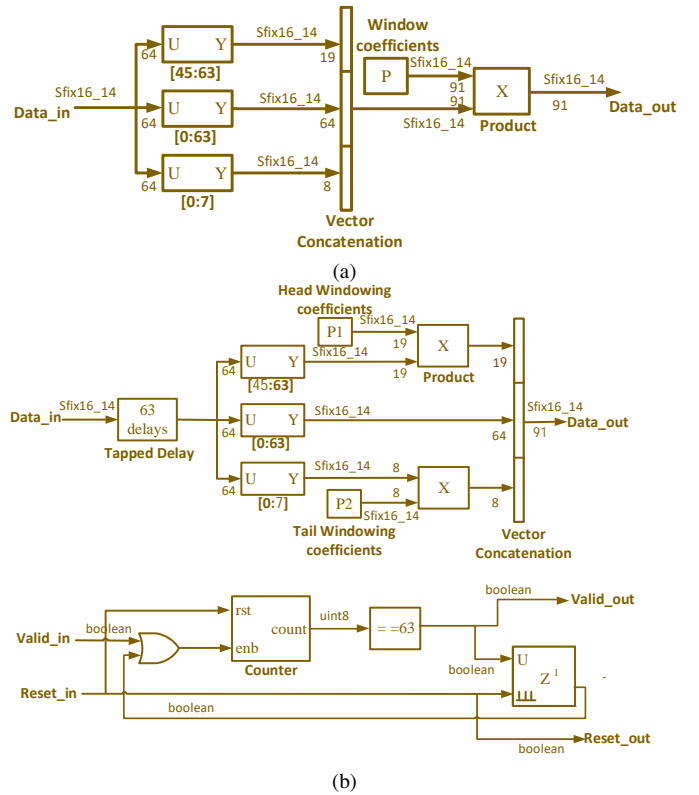 Sfix16_14
Data_in
64
U Y
[45:63]
Sfix16_14
19
64
U Y
[0:63]
Sfix16_14
64
64
U Y
[0:7]
Sfix16_14
8
Vector
Concatenation
Window
coefficients
P
Sfix16_14
91
91
Sfix16_14
X
Product
Sfix16_14
91
Data_out
(a)
Head Windowing
coefficients
P1
Sfix16_14
19
X
Product
19
Data_in
Sfix16_14
63
delays
Tapped Delay
64
U Y
[45:63]
Sfix16_14
19
64
U Y
[0:63]
Sfix16_14
64
Sfix16_14
91
Data_out
64
U Y
[0:7]
Sfix16_14
8
P2
8
Sfix16_14
X
8
Tail Windowing
coefficients
Vector
Concatenation
Valid_in
boolean
rst
enb
count
Counter
uint8
= =63
boolean
Valid_out
boolean
U
Z 1
-
Reset_in
boolean
boolean
Reset_out
(b)